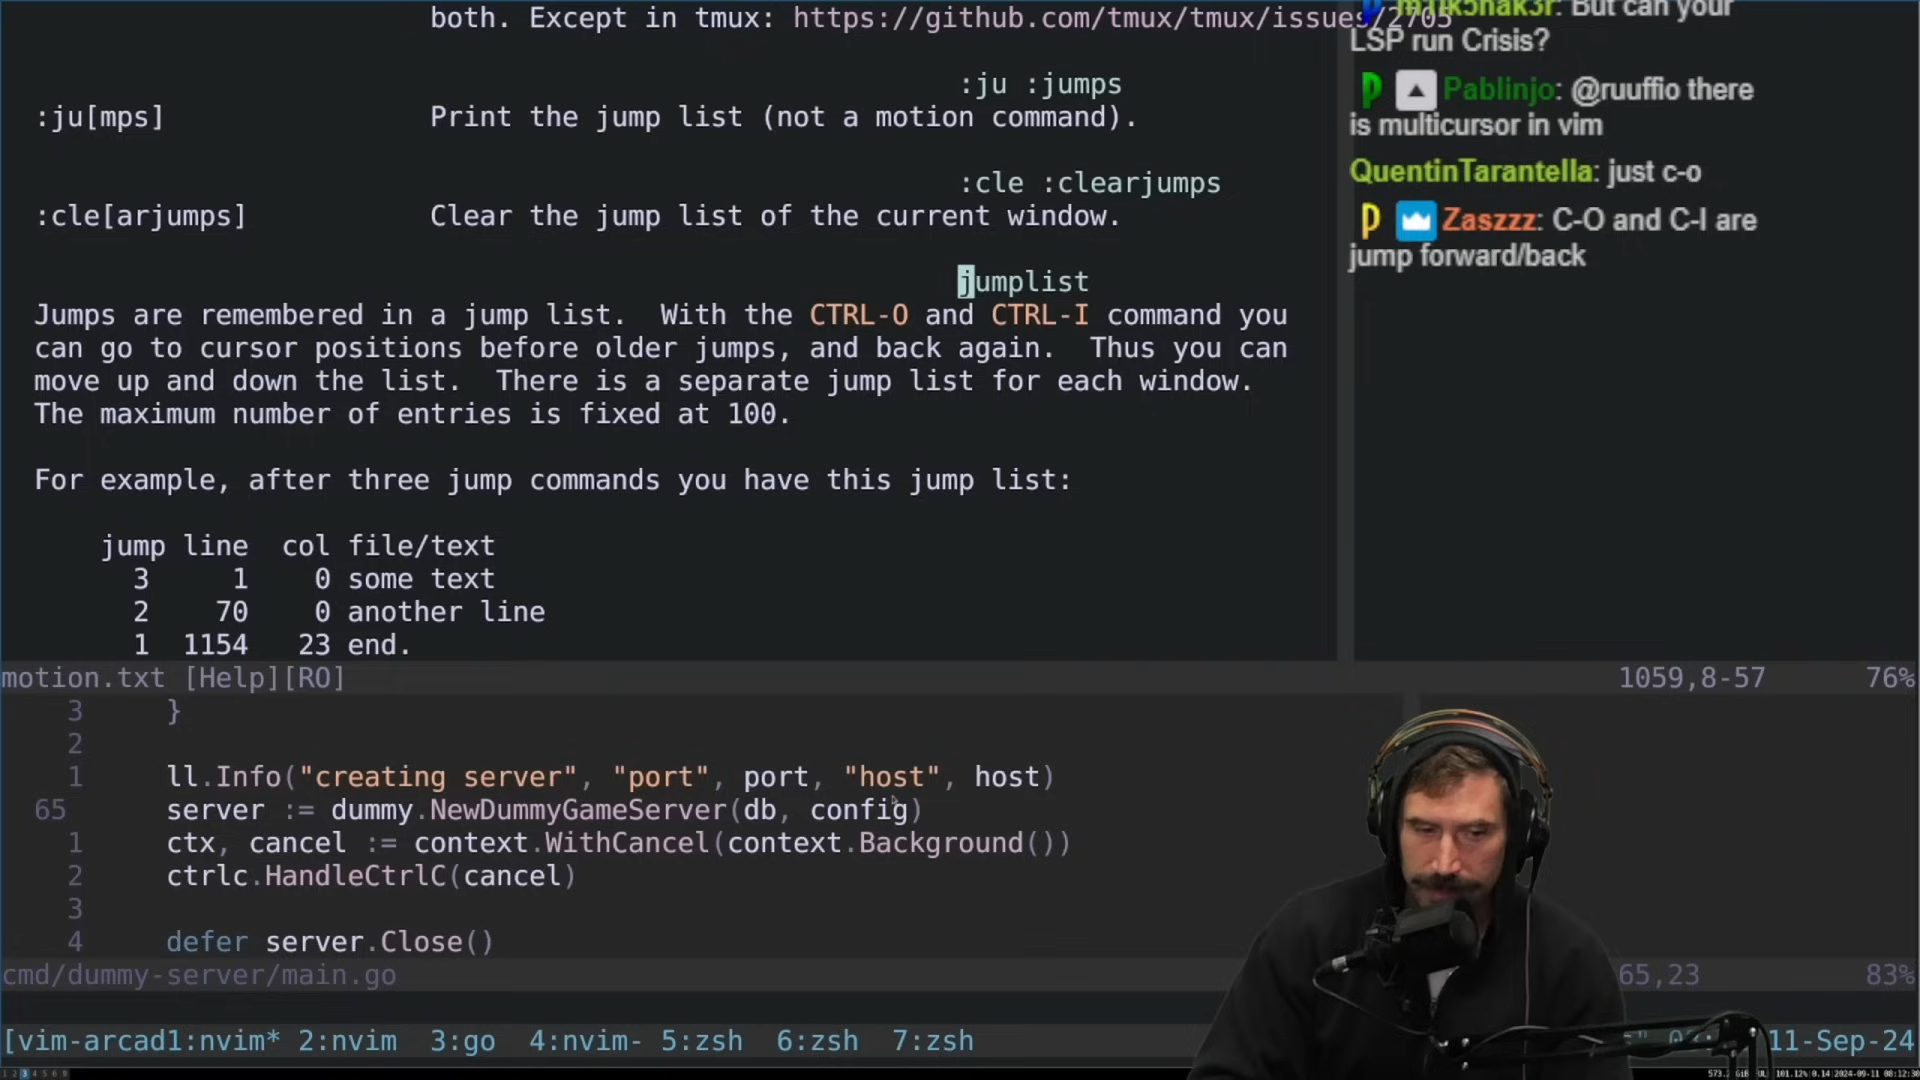 both. Except in tmux: https://github.com/tmux/tmux/issues/2705
:ju :jumps
:ju[mps] Print the jump list (not a motion command).
:cle :clearjumps
:cle[arjumps] Clear the jump list of the current window.
jumplist
Jumps are remembered in a jump list. With the CTRL-O and CTRL-I command you
can go to cursor positions before older jumps, and back again. Thus you can
move up and down the list. There is a separate jump list for each window.
The maximum number of entries is fixed at 100.
For example, after three jump commands you have this jump list:
jump line col file/text
3 1 0 some text
2 70 0 another line
1 1154 23 end.
motion.txt [Help][RO] 1059,8-57 76%
3 }
2
1 ll.Info("creating server", "port", port, "host", host)
65 server := dummy.NewDummyGameServer(db, config)
1 ctx, cancel := context.WithCancel(context.Background())
2 ctrlc.HandleCtrlC(cancel)
3
4 defer server.Close()
cmd/dummy-server/main.go 65,23 83%
[vim-arcad1:nvim* 2:nvim 3:go 4:nvim- 5:zsh 6:zsh 7:zsh 11-Sep-24
But can your
LSP run Crisis?
Pablinjo: @ruuffio there
is multicursor in vim
QuentinTarantella: just c-o
Zaszzz: C-O and C-I are
jump forward/back